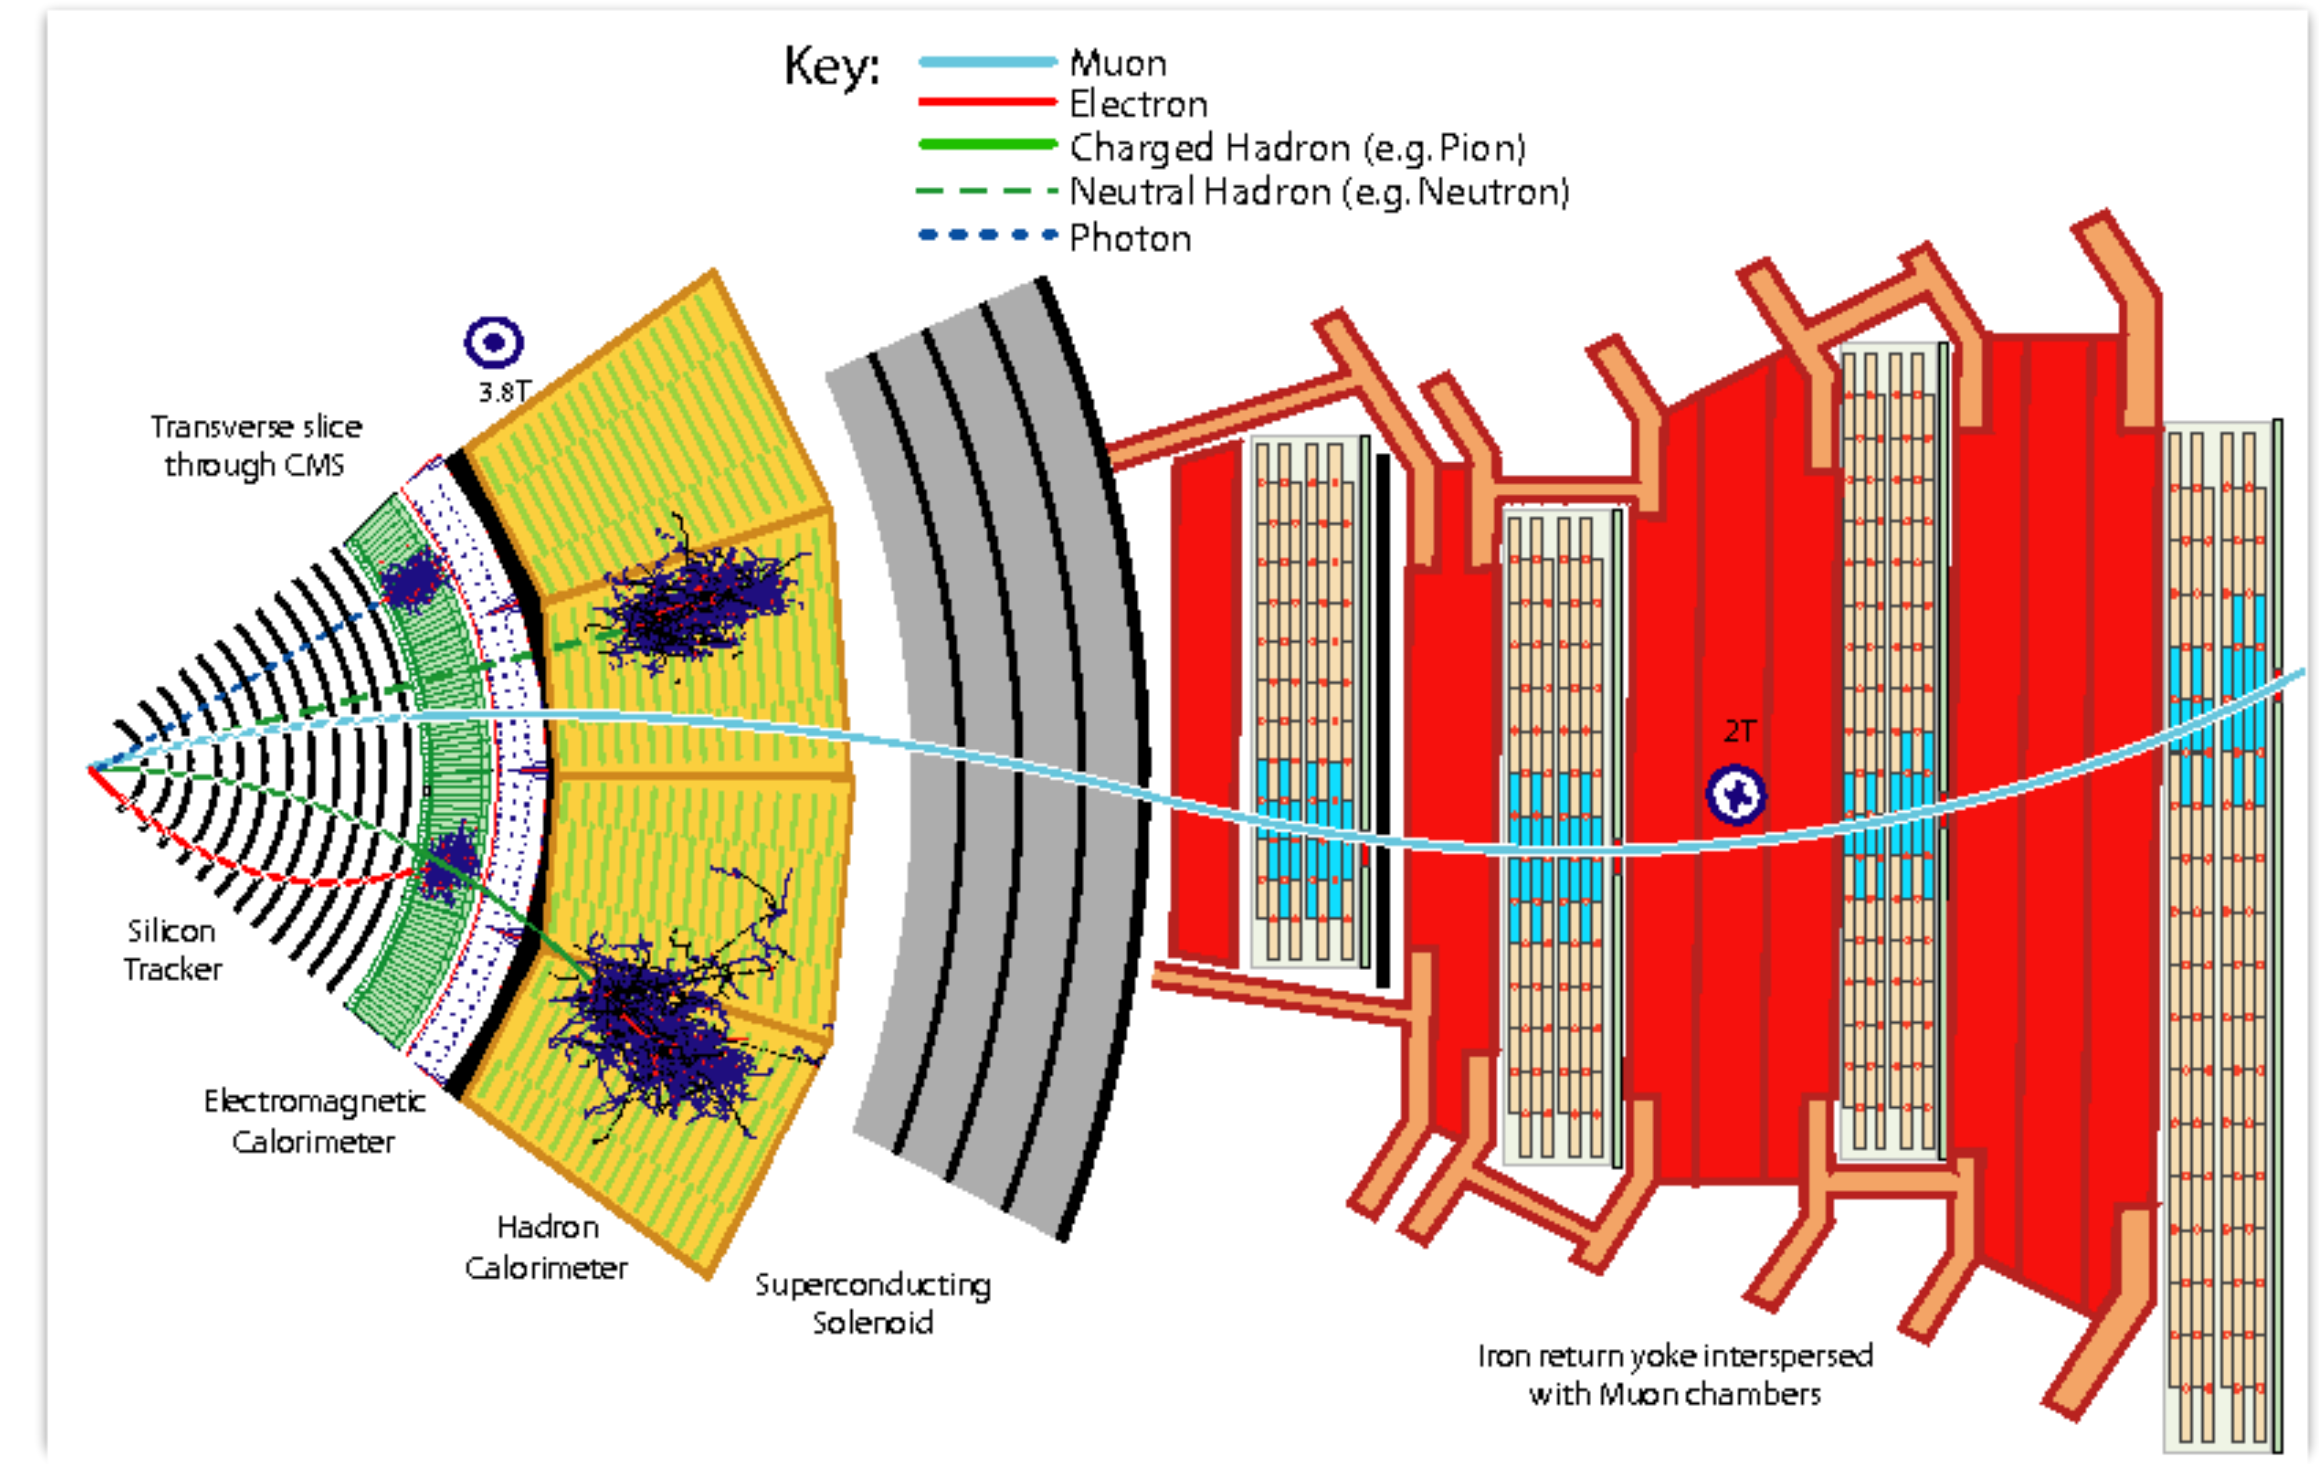 Key:
Muon
Electron
Charged Hadron (e.g. Pion)
Neutral Hadron (e.g. Neutron)
Photon
3.8T
Transverse slice
through CMS
2T
Silicon
Tracker
Electromagnetic
Calorimeter
Hadron
Calorimeter
Superconducting
Solenoid
Iron return yoke interspersed
with Muon chambers